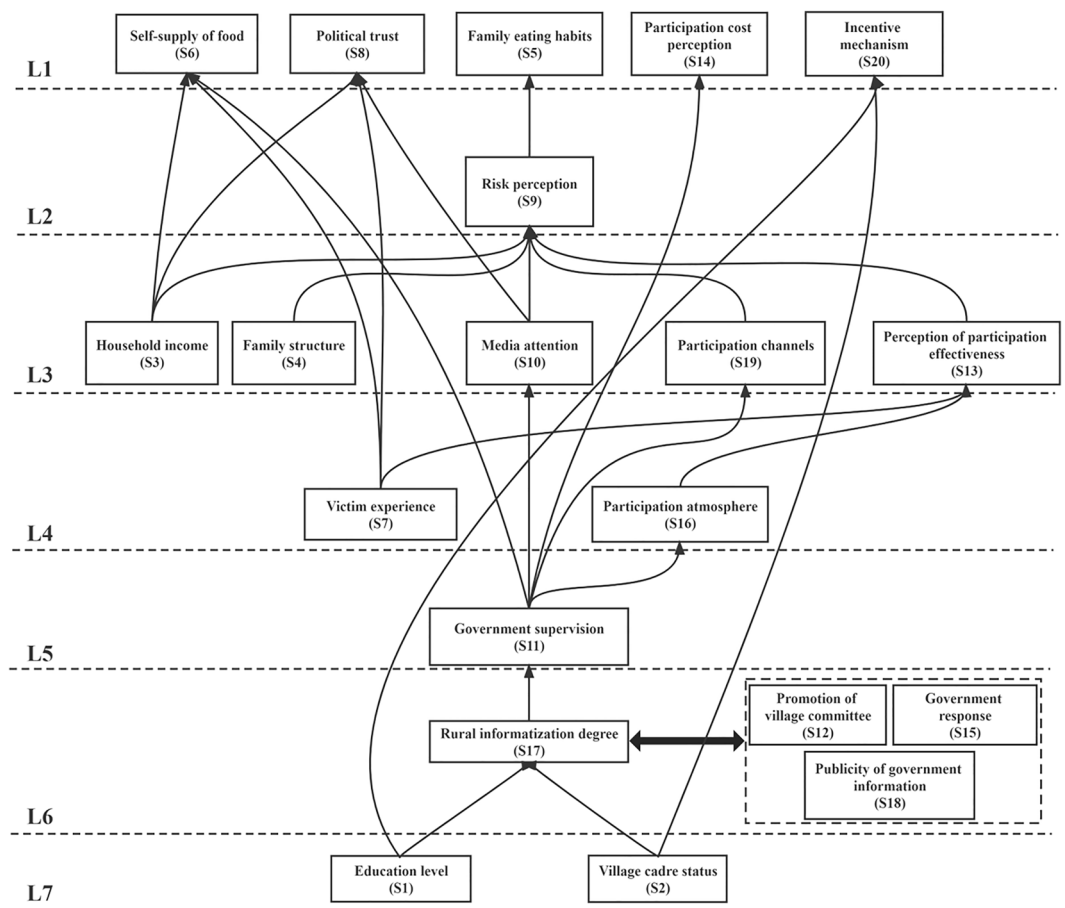 Self-supply of food
(S6)
Political trust
(S8)
Family eating habits
(S5)
Participation cost
perception
(S14)
Incentive
mechanism
(S20)
L1
Risk perception
(S9)
L2
Household income
(S3)
Family structure
(S4)
Media attention
(S10)
Participation channels
(S19)
Perception of participation
effectiveness
(S13)
L3
Victim experience
(S7)
Participation atmosphere
(S16)
L4
Government supervision
(S11)
L5
Rural informatization degree
(S17)
Promotion of
village committee
(S12)
Government
response
(S15)
Publicity of government
information
(S18)
L6
Education level
(S1)
Village cadre status
(S2)
L7